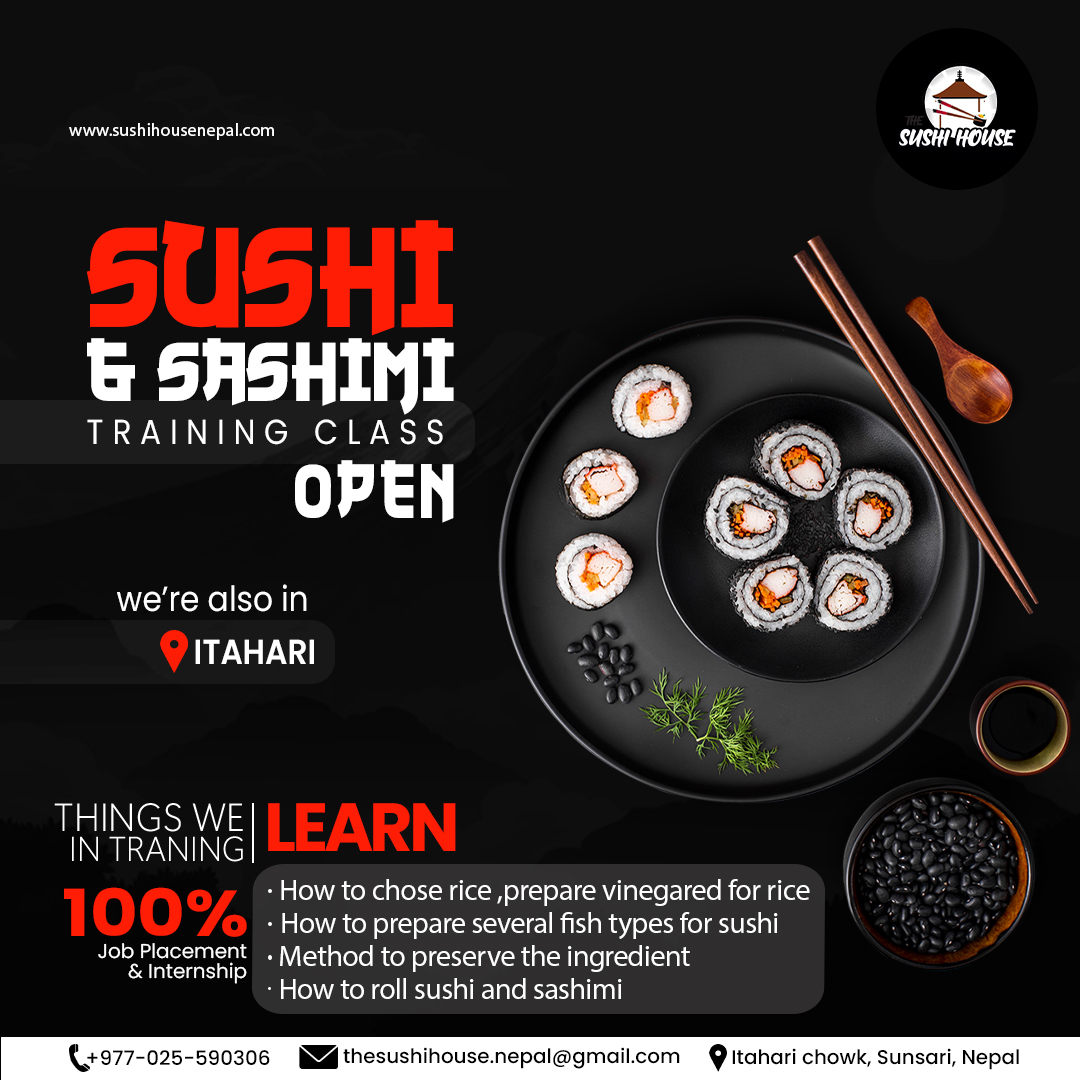 www.sushihousenepal.com
THE
SUSHI HOUSE
SUSHI
& SASHIMI
TRAINING CLASS
OPEN
we're also in
ITAHARI
THINGS WE
IN TRANING
LEARN
100%
Job Placement
& Internship
· How to chose rice ,prepare vinegared for rice
· How to prepare several fish types for sushi
· Method to preserve the ingredient
· How to roll sushi and sashimi
+977-025-590306
thesushihouse.nepal@gmail.com
Itahari chowk, Sunsari, Nepal